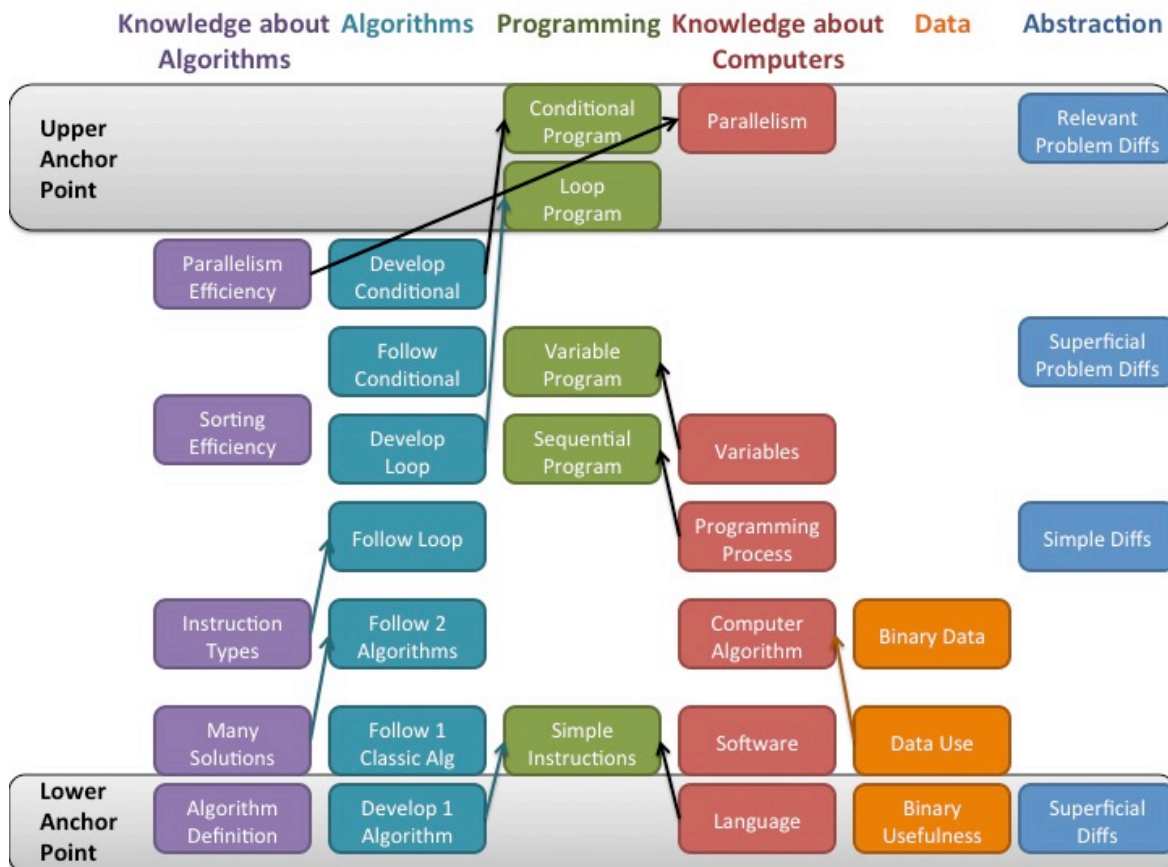 Knowledge about
Algorithms
Algorithms
Programming
Knowledge about
Computers
Data
Abstraction
Upper
Anchor
Point
Conditional
Program
Parallelism
Relevant
Problem Diffs
Loop
Program
Parallelism
Efficiency
Develop
Conditional
Follow
Conditional
Variable
Program
Superficial
Problem Diffs
Sorting
Efficiency
Develop
Loop
Sequential
Program
Variables
Follow Loop
Programming
Process
Simple Diffs
Instruction
Types
Follow 2
Algorithms
Computer
Algorithm
Binary Data
Many
Solutions
Follow 1
Classic Alg
Simple
Instructions
Software
Data Use
Lower
Anchor
Point
Algorithm
Definition
Develop 1
Algorithm
Language
Binary
Usefulness
Superficial
Diffs